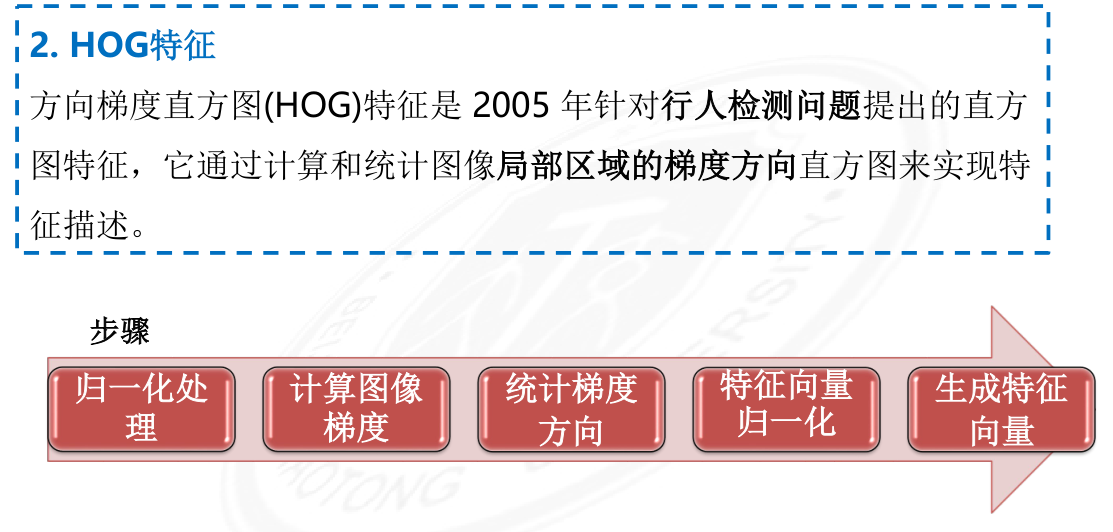 2. HOG特征
方向梯度直方图(HOG)特征是 2005 年针对行人检测问题提出的直方
图特征，它通过计算和统计图像局部区域的梯度方向直方图来实现特
征描述。
步骤
归一化处
理
计算图像
梯度
统计梯度
方向
特征向量
归一化
生成特征
向量